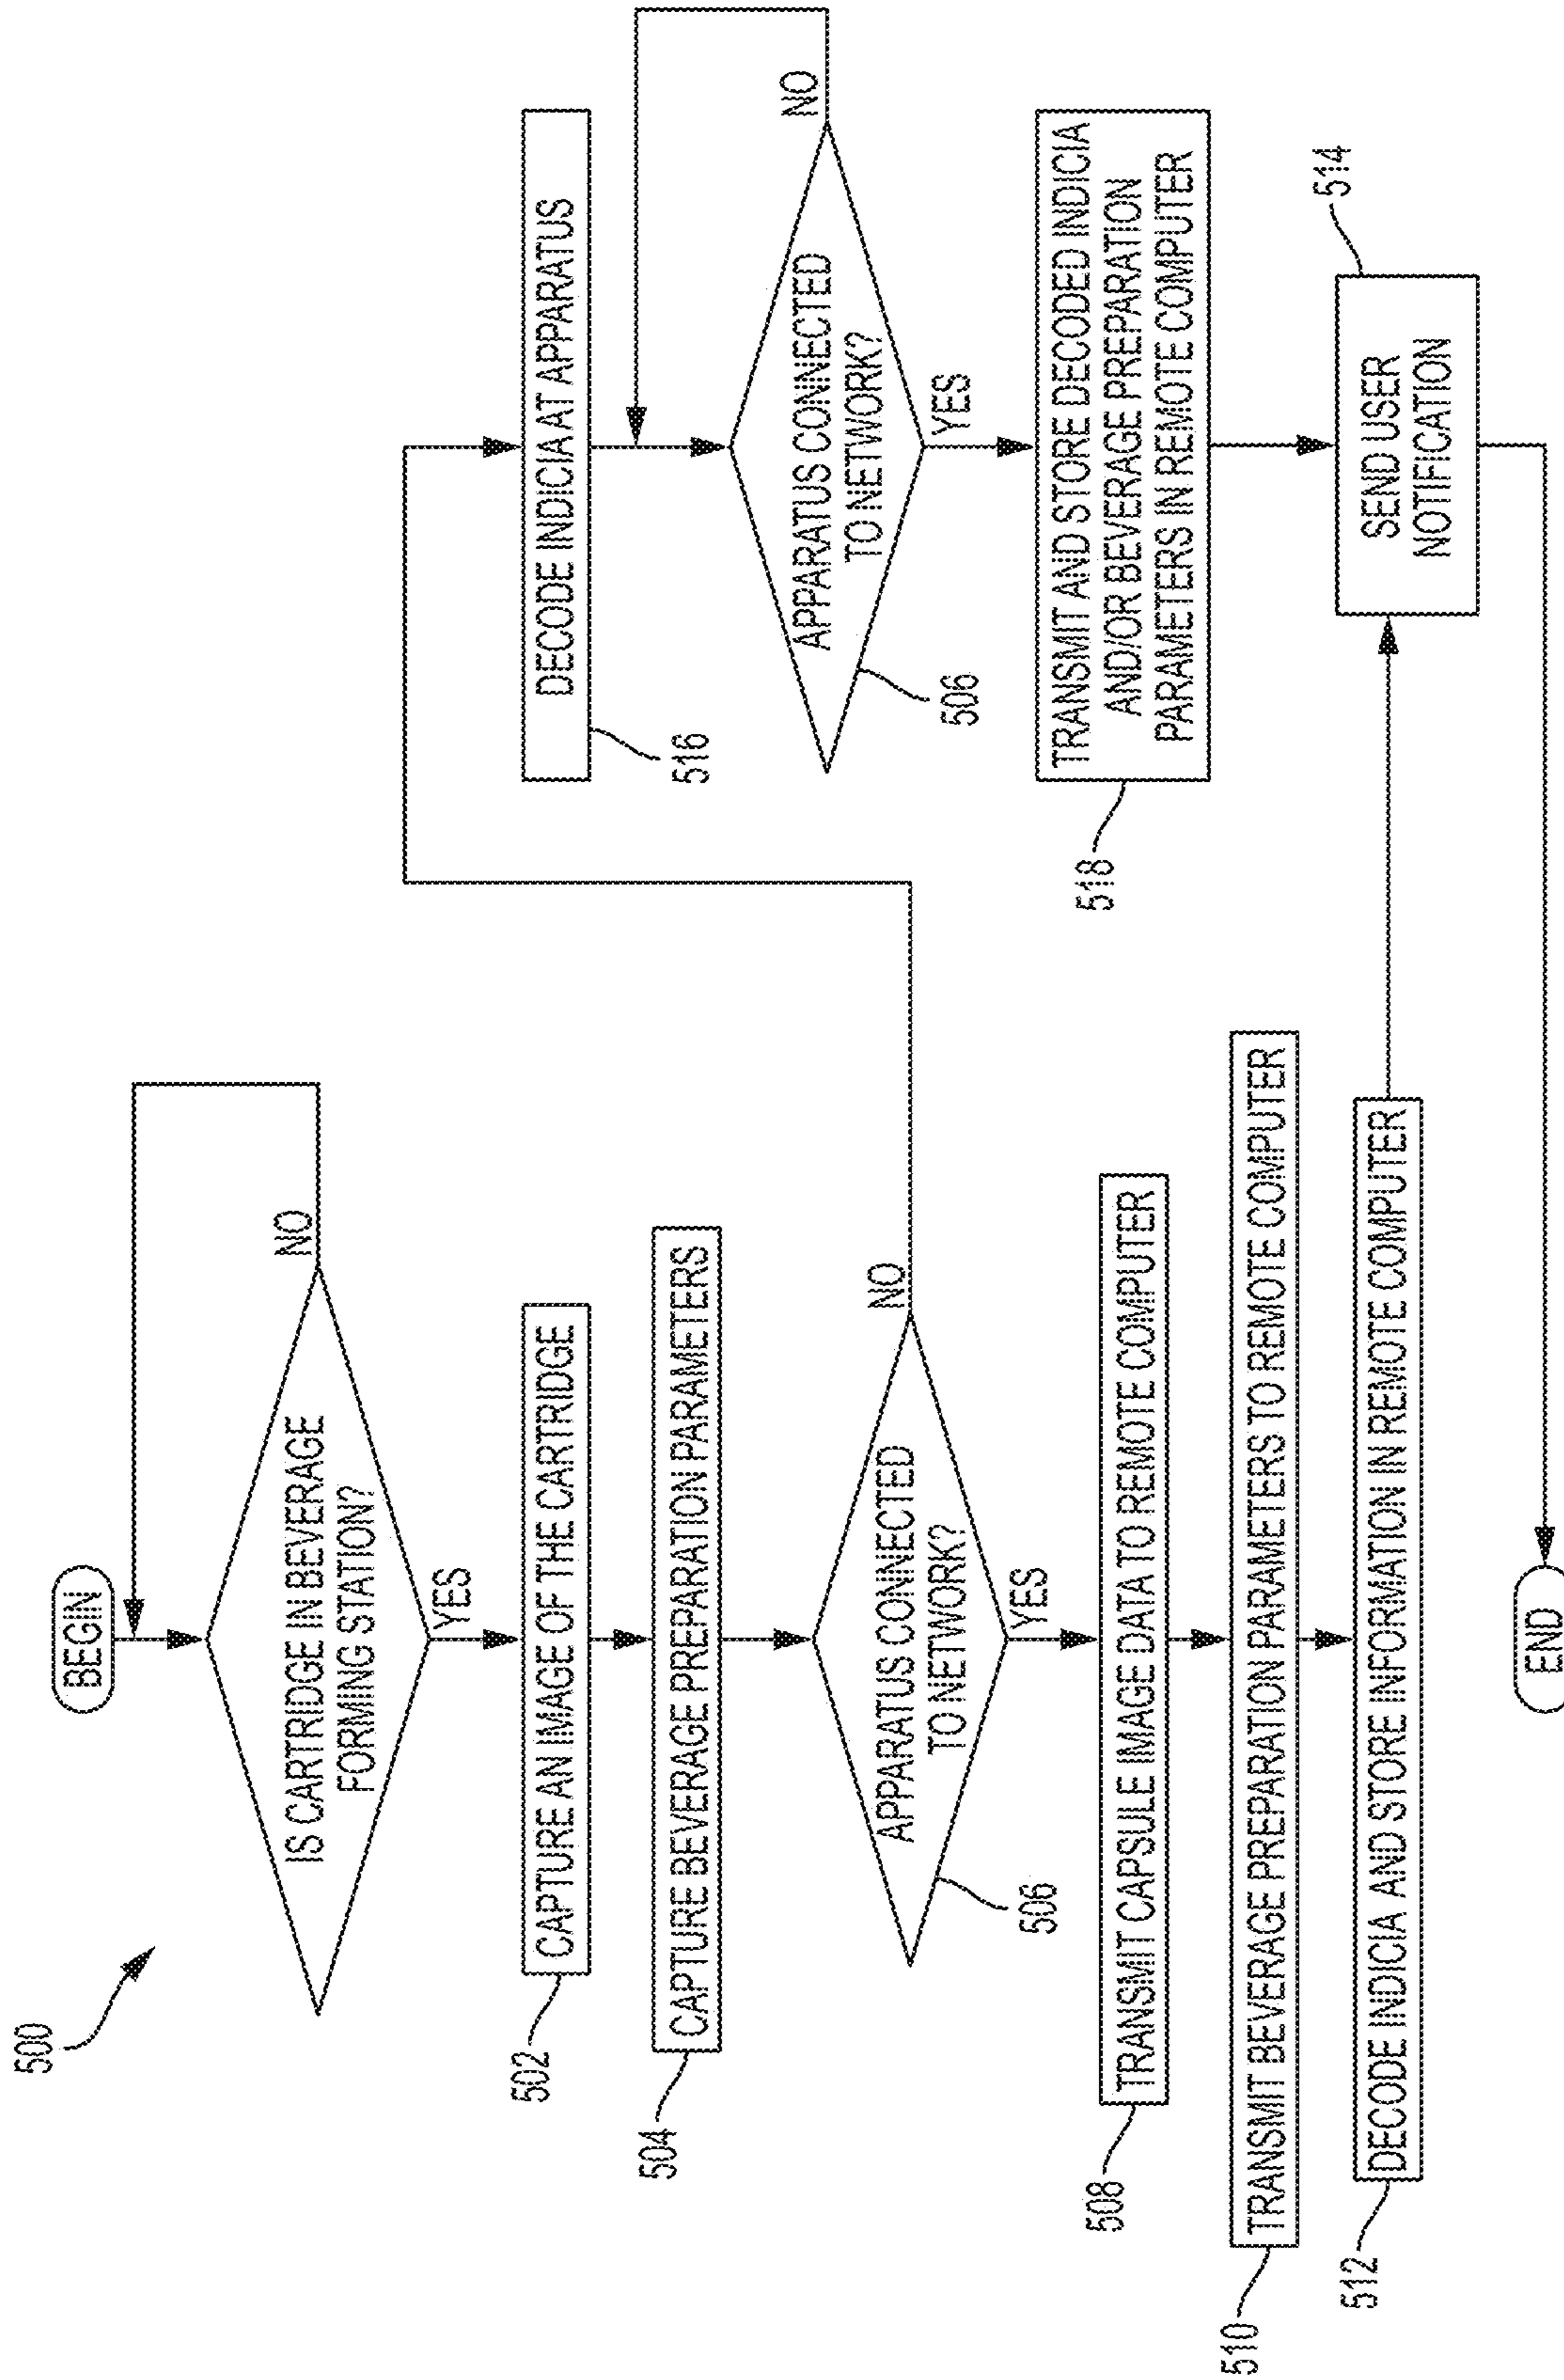 500
BEGIN
IS CARTRIDGE IN BEVERAGE
FORMING STATION?
NO
YES
CAPTURE AN IMAGE OF THE CARTRIDGE
502
CAPTURE BEVERAGE PREPARATION PARAMETERS
504
APPARATUS CONNECTED
TO NETWORK?
506
NO
YES
TRANSMIT CAPSULE IMAGE DATA TO REMOTE COMPUTER
508
TRANSMIT BEVERAGE PREPARATION PARAMETERS TO REMOTE COMPUTER
510
DECODE INDICIA AND STORE INFORMATION IN REMOTE COMPUTER
512
END
DECODE INDICIA AT APPARATUS
516
APPARATUS CONNECTED
TO NETWORK?
506
NO
YES
TRANSMIT AND STORE DECODED INDICIA
AND/OR BEVERAGE PREPARATION
PARAMETERS IN REMOTE COMPUTER
518
SEND USER
NOTIFICATION
514